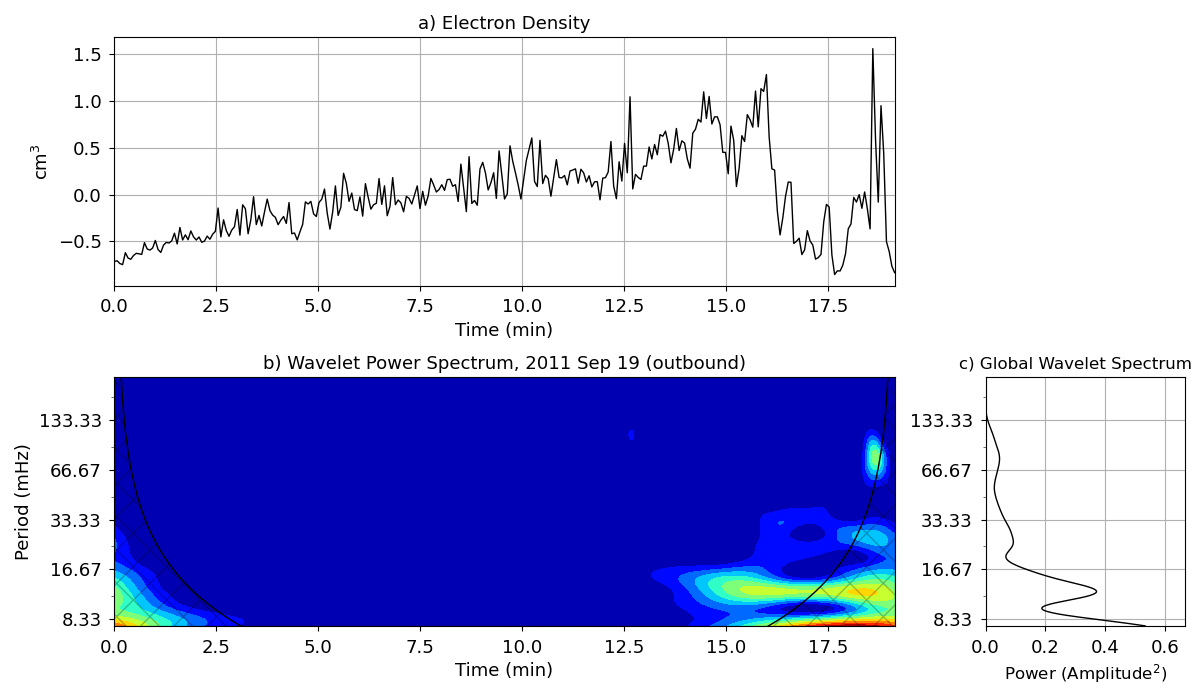 a) Electron Density
1.5
1.0
0.5
0.0
−0.5
cm³
0.0 2.5 5.0 7.5 10.0 12.5 15.0 17.5
Time (min)
b) Wavelet Power Spectrum, 2011 Sep 19 (outbound)
133.33
66.67
33.33
16.67
8.33
Period (mHz)
0.0 2.5 5.0 7.5 10.0 12.5 15.0 17.5
Time (min)
c) Global Wavelet Spectrum
133.33
66.67
33.33
16.67
8.33
0.0 0.2 0.4 0.6
Power (Amplitude²)